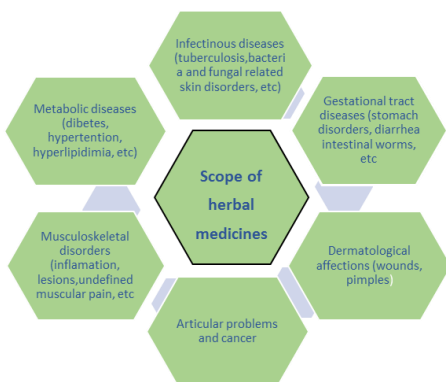 Infectinous diseases
(tuberculosis,bacteri
a and fungal related
skin disorders, etc)
Gestational tract
diseases (stomach
disorders, diarrhea
intestinal worms,
etc
Dermatological
affections (wounds,
pimples)
Articular problems
and cancer
Musculoskeletal
disorders
(inflamation,
lesions,undefined
muscular pain, etc
Metabolic diseases
(dibetes,
hypertention,
hyperlipidimia, etc)
Scope of
herbal
medicines